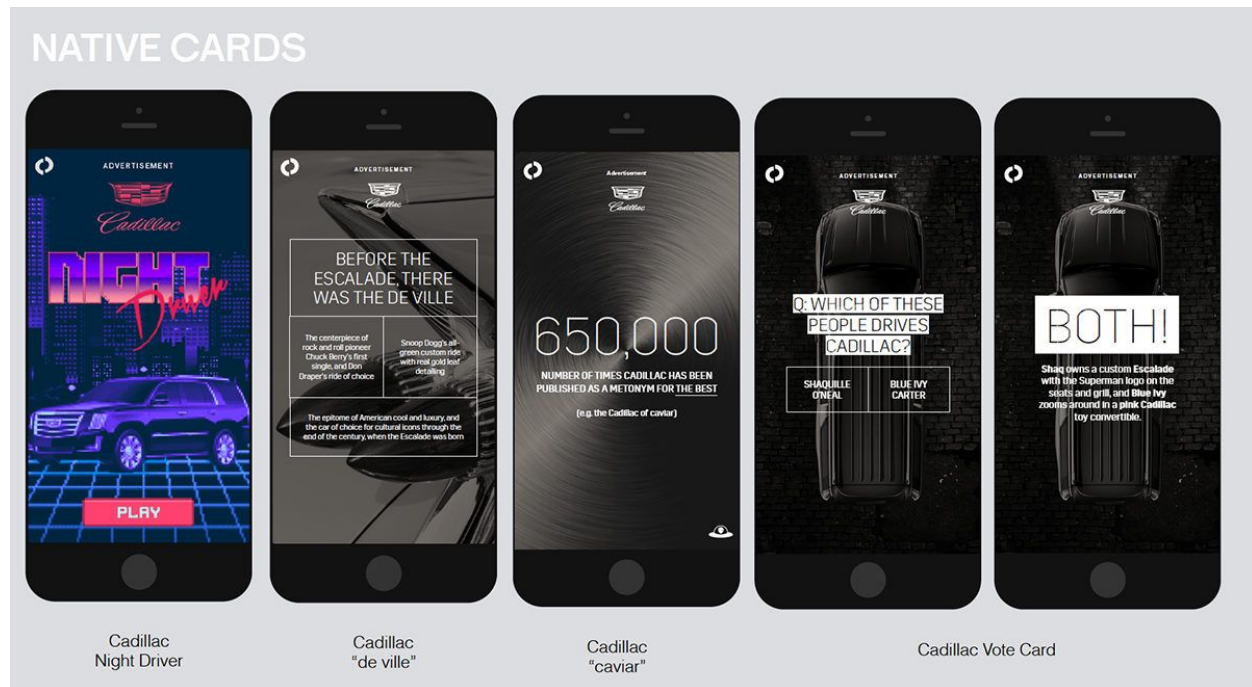 NATIVE CARDS
ADVERTISEMENT
Cadillac
NIGHT
Driver
PLAY
Cadillac
Night Driver
ADVERTISEMENT
Cadillac
BEFORE THE
ESCALADE, THERE
WAS THE DE VILLE
The centerpiece of
rock and roll pioneer
Chuck Berry's first
single, and Don
Draper's ride of choice
Snoop Dogg's all-
green custom ride
with real gold leaf
detailing
The epitome of American cool and luxury, and
the car of choice for cultural icons through the
end of the century, when the Escalade was born
Cadillac
“de ville”
Advertisement
Cadillac
650,000
NUMBER OF TIMES CADILLAC HAS BEEN
PUBLISHED AS A METONYM FOR THE BEST
(e.g. the Cadillac of caviar)
Cadillac
“caviar”
ADVERTISEMENT
Cadillac
Q: WHICH OF THESE
PEOPLE DRIVES
CADILLAC?
SHAQUILLE
O'NEAL
BLUE IVY
CARTER
ADVERTISEMENT
Cadillac
BOTH!
Shaq owns a custom Escalade
with the Superman logo on the
seats and grill, and Blue Ivy
zooms around in a pink Cadillac
toy convertible.
Cadillac Vote Card